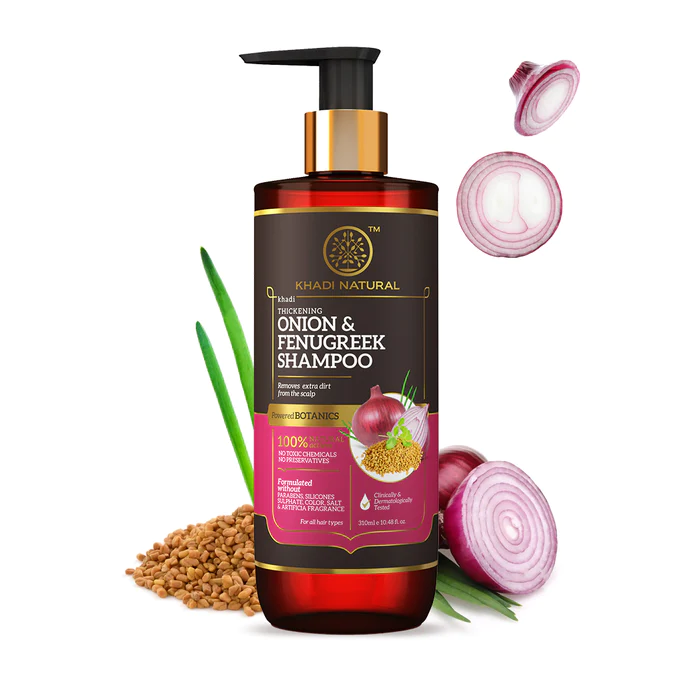 TM
KHADI NATURAL
khadi
THICKENING
ONION &
FENUGREEK
SHAMPOO
Removes extra dirt
from the scalp
Powered BOTANICS
100%
NO TOXIC CHEMICALS
NO PRESERVATIVES
Formulated
without
PARABENS, SILICONES
SULPHATE, COLOR, SALT
& ARTIFICIA FRAGRANCE
For all hair types
Clinically &
Dermatologically
Tested
310ml e 10.48 fl. oz.